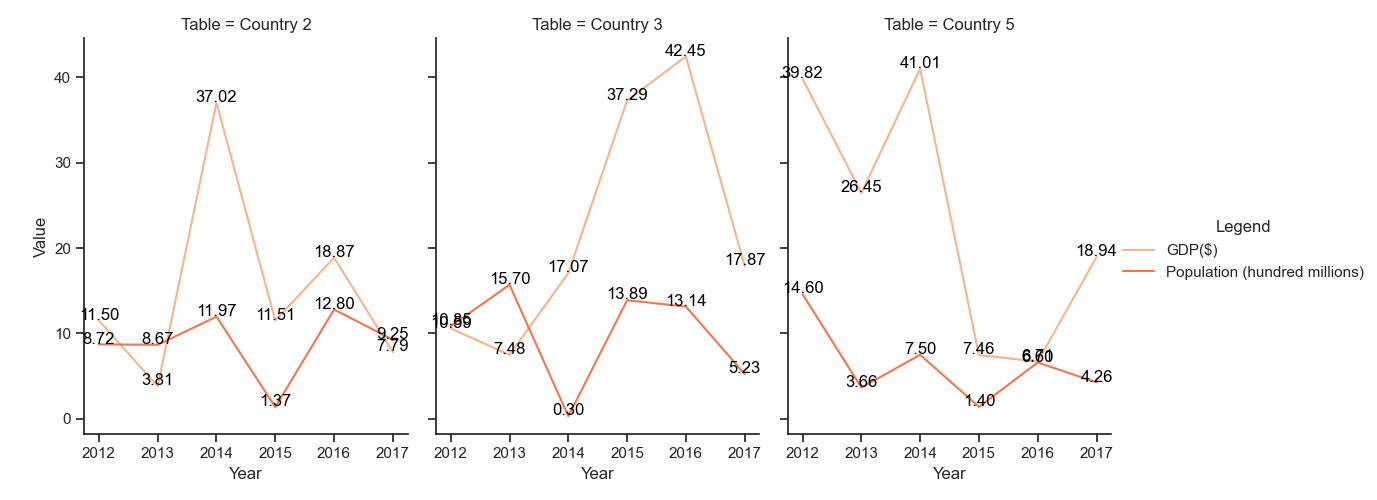 Table = Country 2
Table = Country 3
Table = Country 5
Value
40
30
20
10
0
11.50
3.81
37.02
11.51
18.87
7.79
8.72
8.67
11.97
1.37
12.80
9.25
7.48
17.07
37.29
42.45
17.87
15.70
0.30
13.89
13.14
5.23
39.82
26.45
41.01
7.46
18.94
14.60
3.66
7.50
1.40
4.26
2012 2013 2014 2015 2016 2017
2012 2013 2014 2015 2016 2017
2012 2013 2014 2015 2016 2017
Year
Year
Year
Legend
GDP($)
Population (hundred millions)